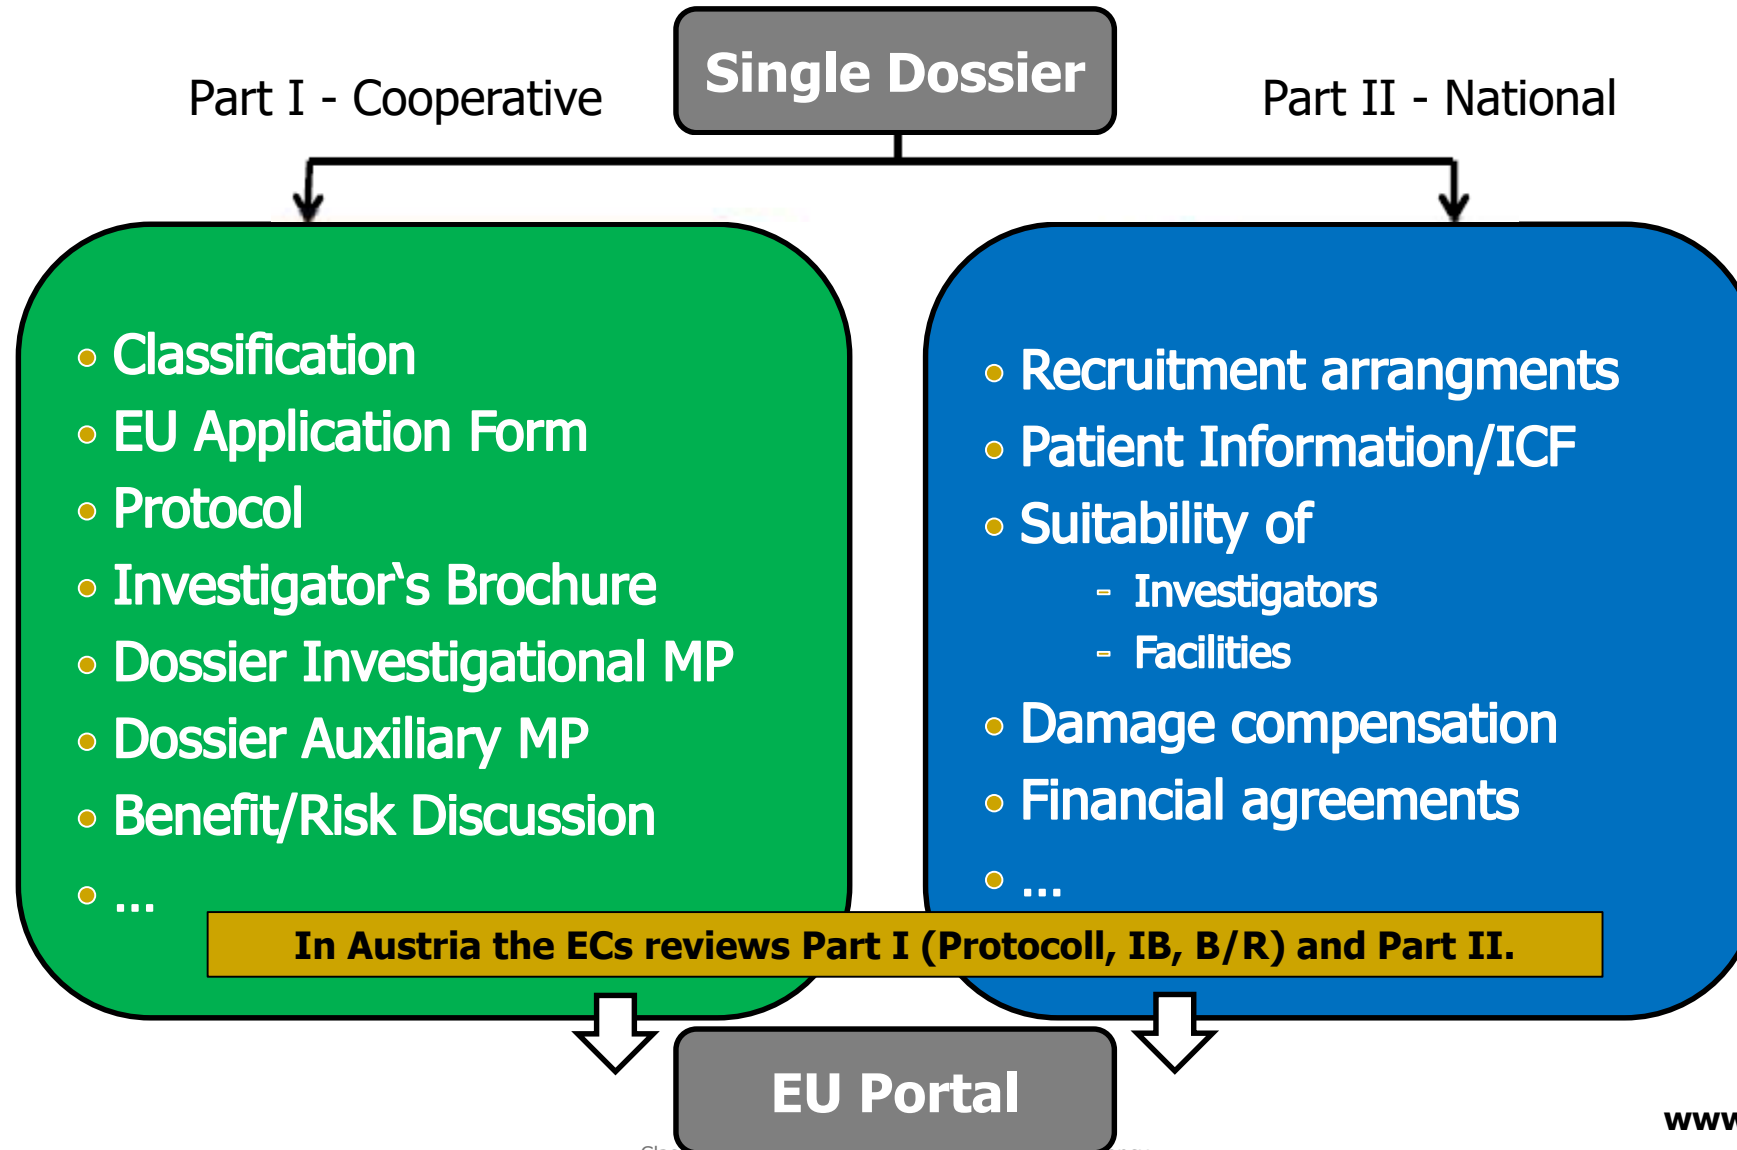 Single Dossier
Part I - Cooperative
Part II - National
• Classification
• EU Application Form
• Protocol
• Investigator‘s Brochure
• Dossier Investigational MP
• Dossier Auxiliary MP
• Benefit/Risk Discussion
• ...
• Recruitment arrangments
• Patient Information/ICF
• Suitability of
- Investigators
- Facilities
• Damage compensation
• Financial agreements
• ...
In Austria the ECs reviews Part I (Protocoll, IB, B/R) and Part II.
EU Portal
www